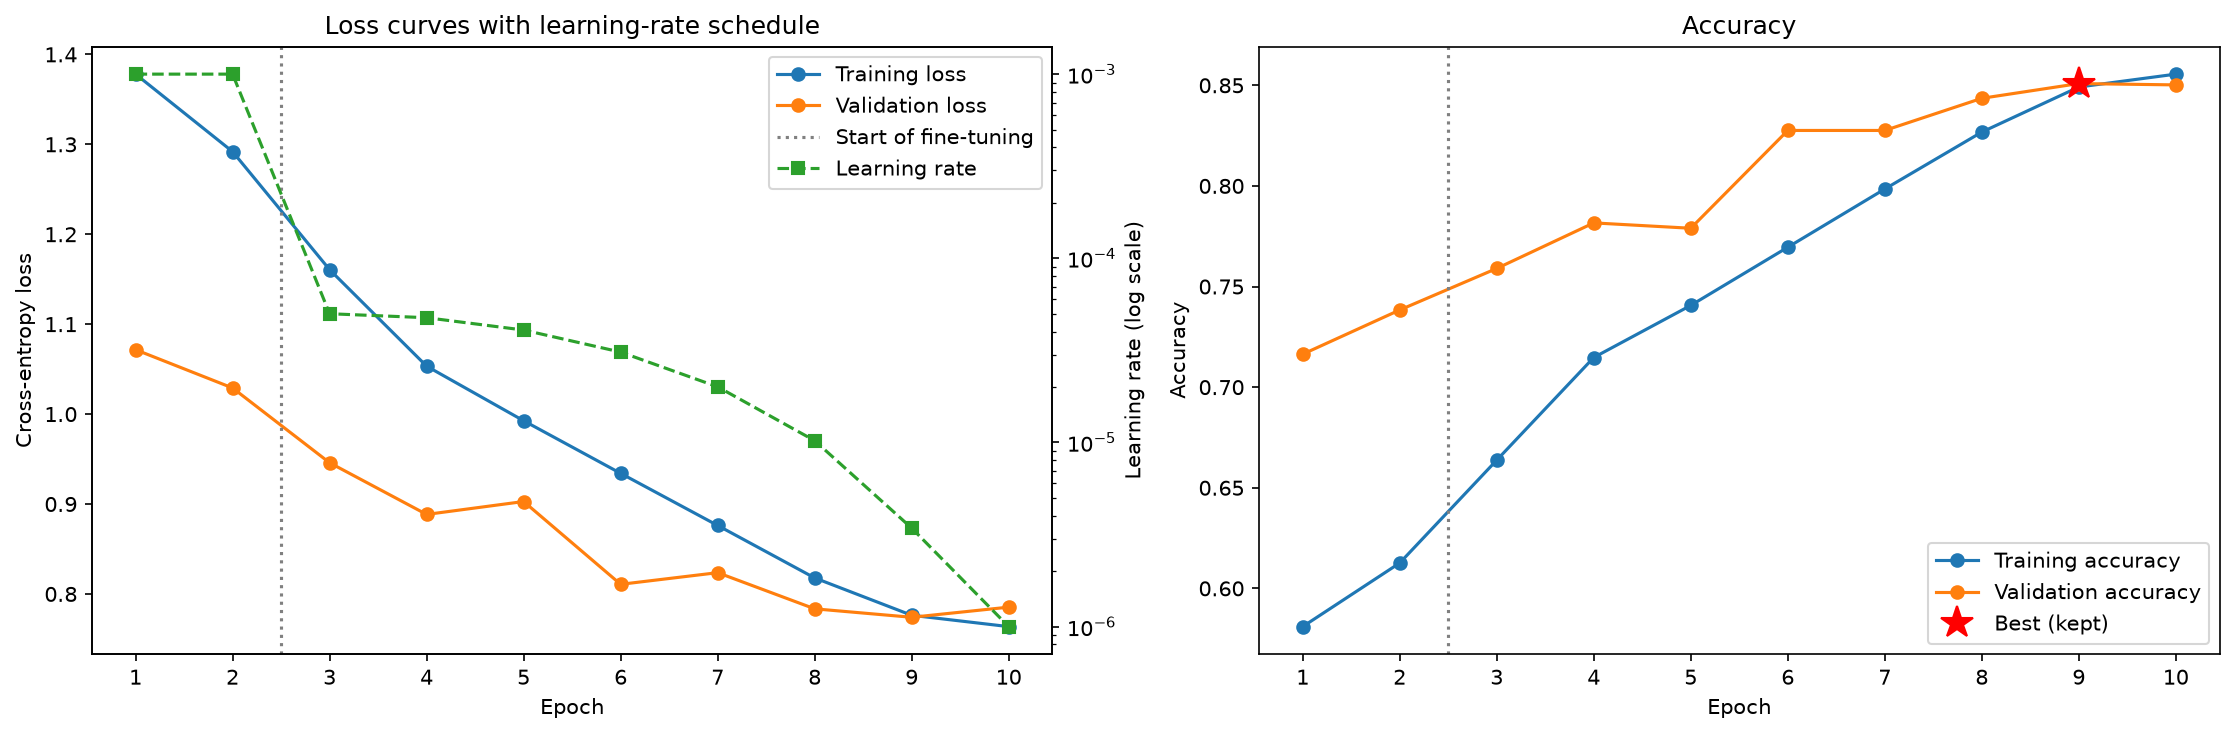 Loss curves with learning-rate schedule
1.4
1.3
1.2
1.1
1.0
0.9
0.8
Cross-entropy loss
Training loss
Validation loss
Start of fine-tuning
Learning rate
10⁻³
10⁻⁴
10⁻⁵
10⁻⁶
Learning rate (log scale)
1 2 3 4 5 6 7 8 9 10
Epoch
Accuracy
0.85
0.80
0.75
0.70
0.65
0.60
Accuracy
Training accuracy
Validation accuracy
Best (kept)
1 2 3 4 5 6 7 8 9 10
Epoch